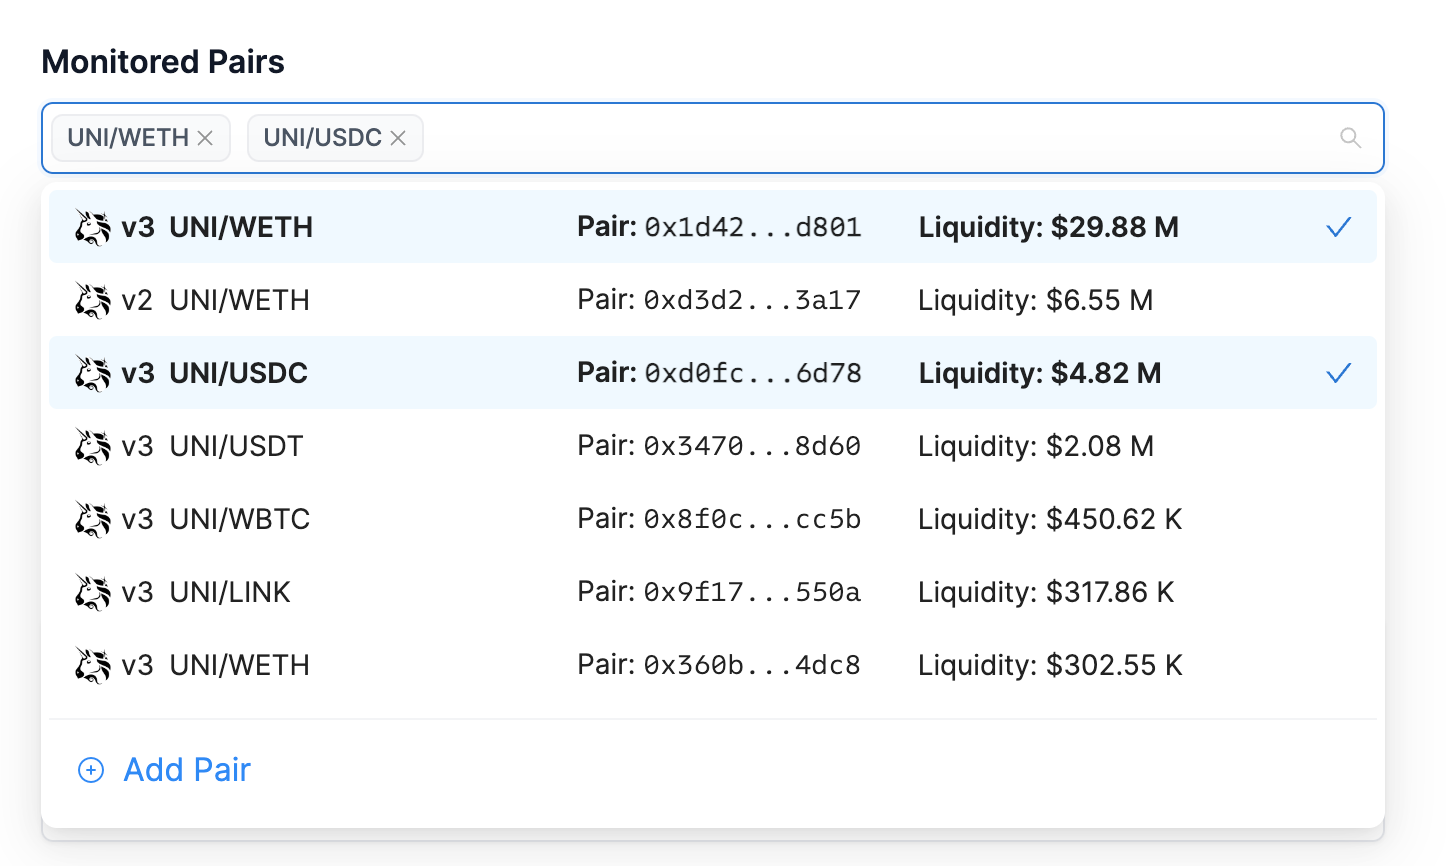 Monitored Pairs
UNI/WETH UNI/USDC
v3 UNI/WETH Pair: 0x1d42...d801 Liquidity: $29.88 M
v2 UNI/WETH Pair: 0xd3d2...3a17 Liquidity: $6.55 M
v3 UNI/USDC Pair: 0xd0fc...6d78 Liquidity: $4.82 M
v3 UNI/USDT Pair: 0x3470...8d60 Liquidity: $2.08 M
v3 UNI/WBTC Pair: 0x8f0c...cc5b Liquidity: $450.62 K
v3 UNI/LINK Pair: 0x9f17...550a Liquidity: $317.86 K
v3 UNI/WETH Pair: 0x360b...4dc8 Liquidity: $302.55 K
Add Pair